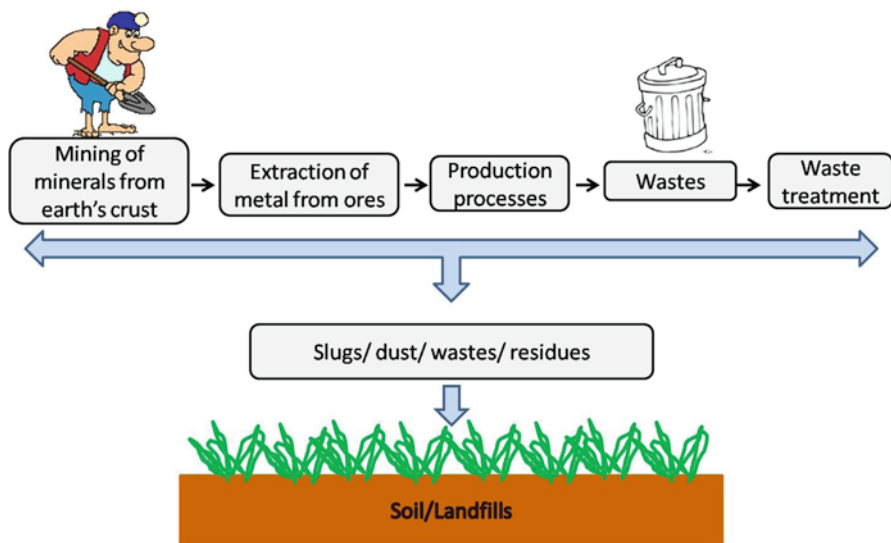 Mining of
minerals from
earth's crust
Extraction of
metal from ores
Production
processes
Wastes
Waste
treatment
Slugs/ dust/ wastes/ residues
Soil/Landfills